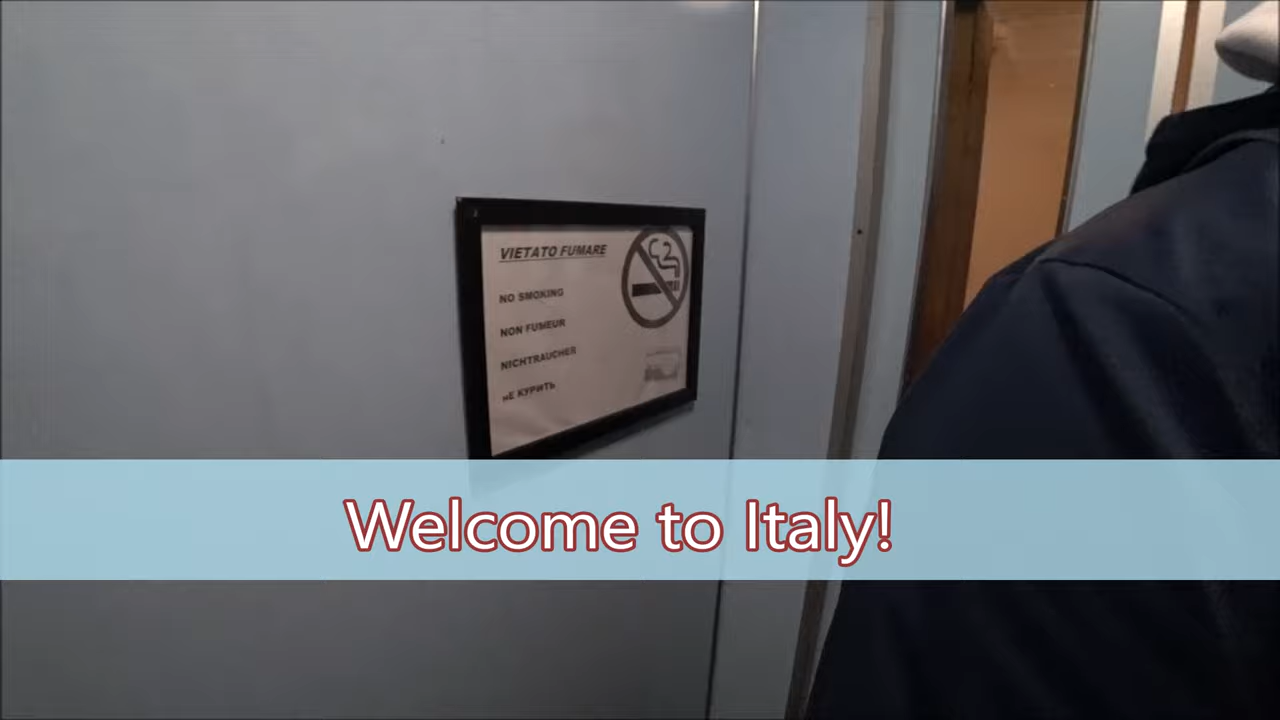 VIETATO FUMARE
NO SMOKING
NON FUMEUR
NICHTRAUCHER
нЕ КУРИТЬ
Welcome to Italy!